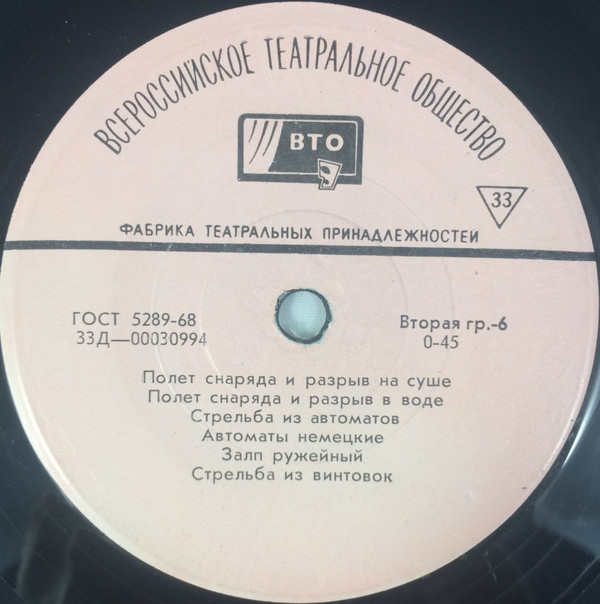 ВСЕРОССИЙСКОЕ ТЕАТРАЛЬНОЕ ОБЩЕСТВО
ВТО
33
ФАБРИКА ТЕАТРАЛЬНЫХ ПРИНАДЛЕЖНОСТЕЙ
ГОСТ 5289-68
33Д—00030994
Вторая гр.-6
0-45
Полет снаряда и разрыв на суше
Полет снаряда и разрыв в воде
Стрельба из автоматов
Автоматы немецкие
Залп ружейный
Стрельба из винтовок